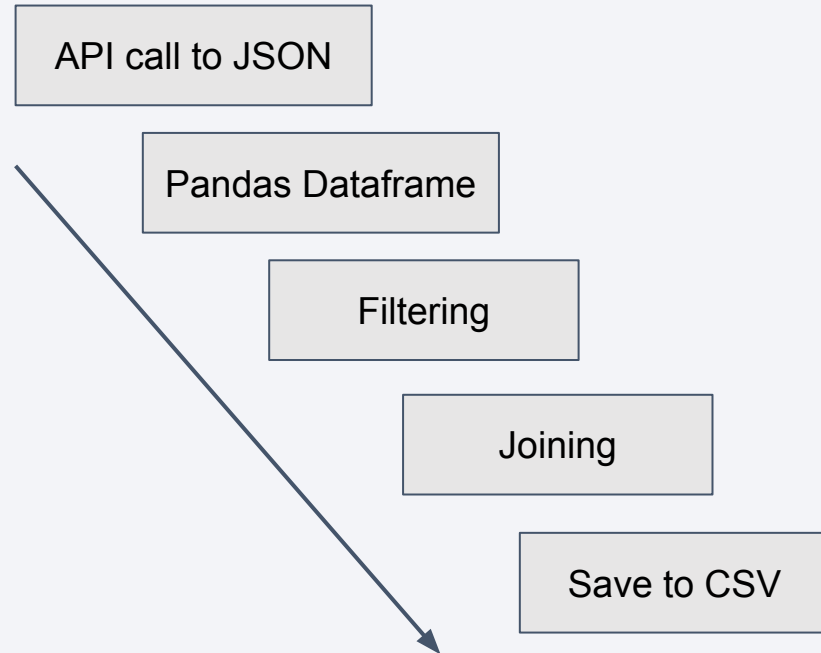 API call to JSON
Pandas Dataframe
Filtering
Joining
Save to CSV